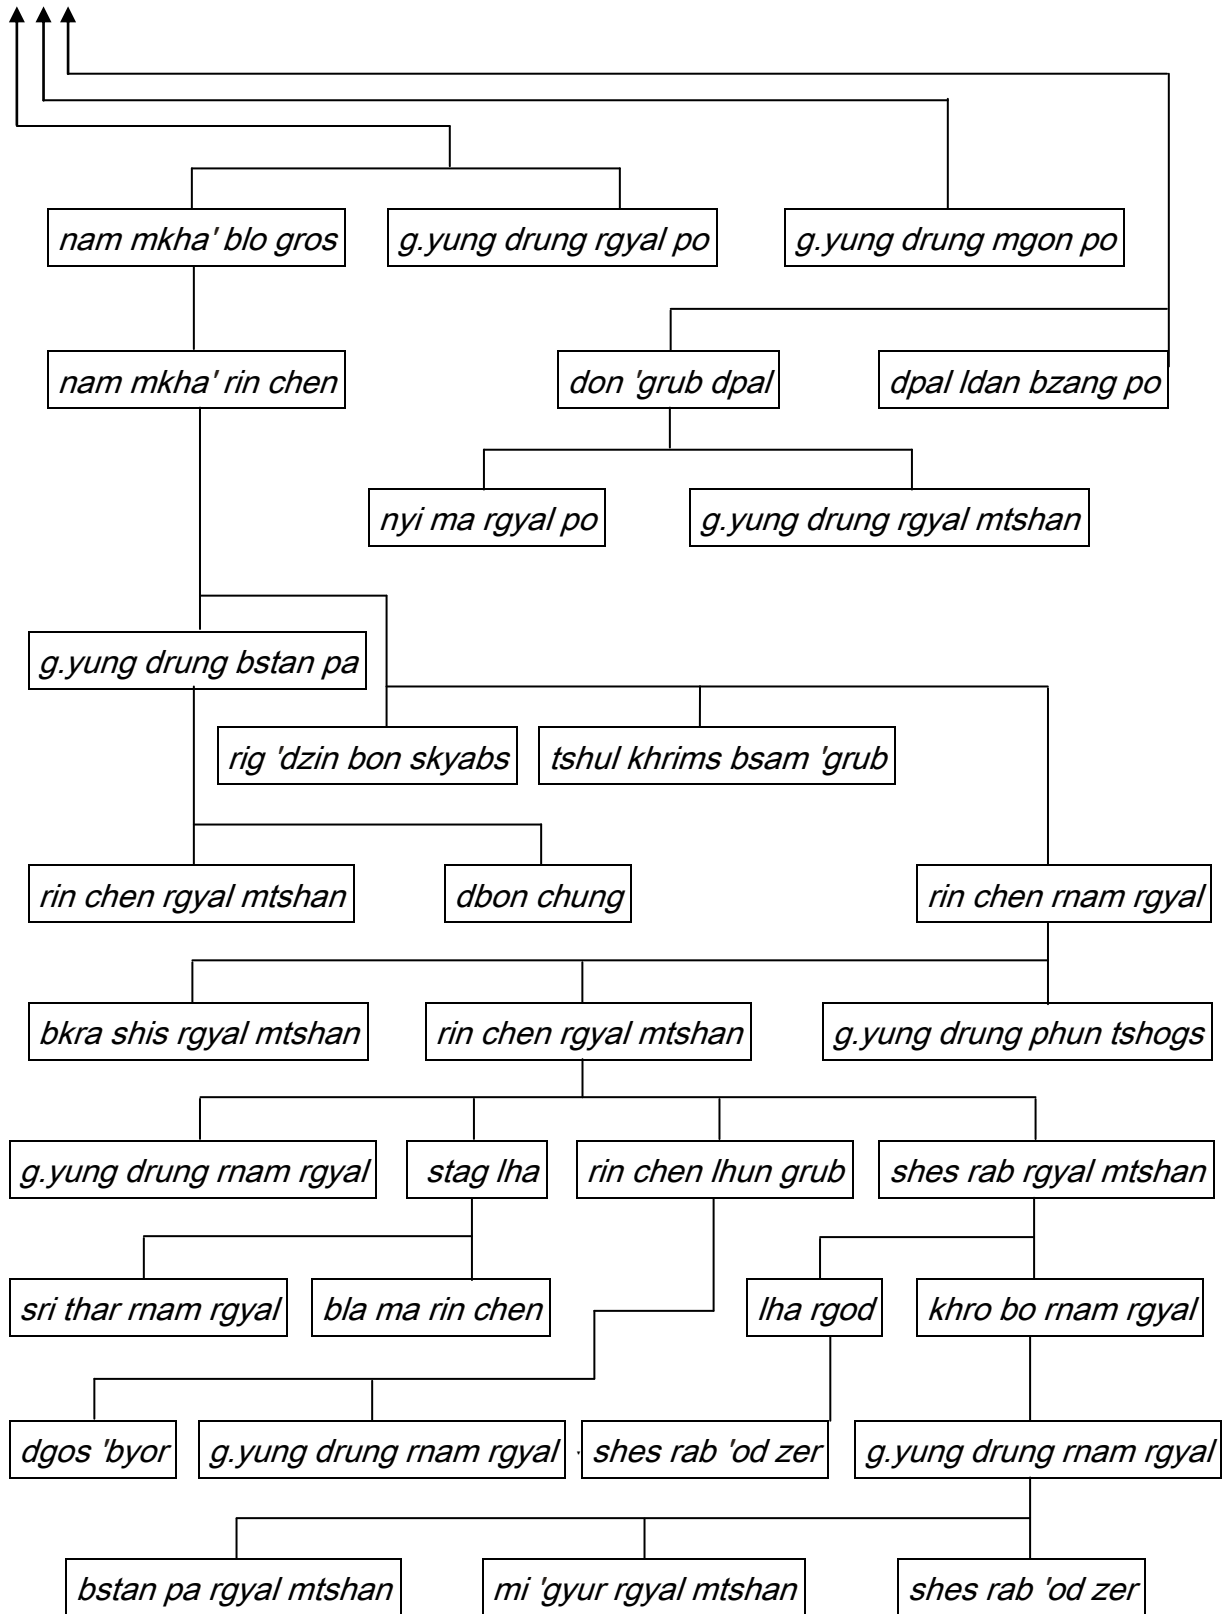 nam mkha' blo gros
g.yung drung rgyal po
g.yung drung mgon po
nam mkha' rin chen
don 'grub dpal
dpal ldan bzang po
nyi ma rgyal po
g.yung drung rgyal mtshan
g.yung drung bstan pa
rig 'dzin bon skyabs
tshul khrims bsam 'grub
rin chen rgyal mtshan
dbon chung
rin chen rnam rgyal
bkra shis rgyal mtshan
rin chen rgyal mtshan
g.yung drung phun tshogs
g.yung drung rnam rgyal
stag lha
rin chen lhun grub
shes rab rgyal mtshan
sri thar rnam rgyal
bla ma rin chen
lha rgod
khro bo rnam rgyal
dgos 'byor
g.yung drung rnam rgyal
shes rab 'od zer
g.yung drung rnam rgyal
bstan pa rgyal mtshan
mi 'gyur rgyal mtshan
shes rab 'od zer